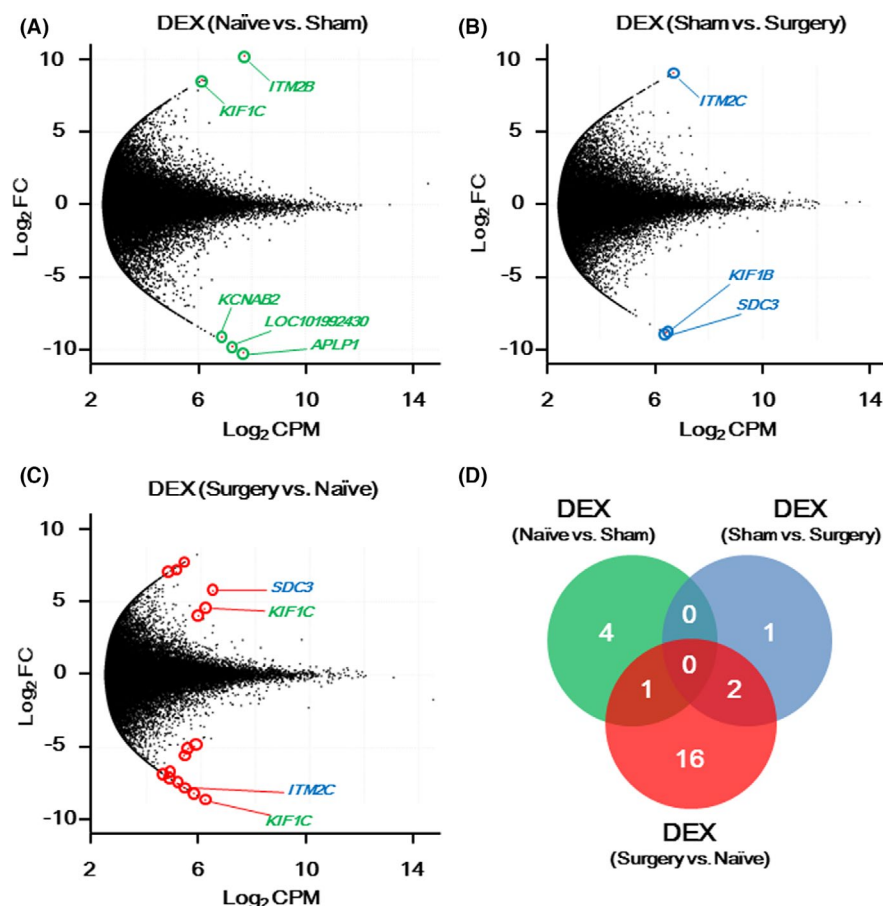 (A)
DEX (Naïve vs. Sham)
10
5
0
-5
-10
Log2 FC
ITM2B
KIF1C
KCNAB2
LOC101992430
APLP1
2
6
10
14
Log2 CPM
(B)
DEX (Sham vs. Surgery)
10
5
0
-5
-10
Log2 FC
ITM2C
KIF1B
SDC3
2
6
10
14
Log2 CPM
(C)
DEX (Surgery vs. Naïve)
10
5
0
-5
-10
Log2 FC
SDC3
KIF1C
ITM2C
KIF1C
2
6
10
14
Log2 CPM
(D)
DEX
(Naïve vs. Sham)
DEX
(Sham vs. Surgery)
4
0
1
0
1
2
16
DEX
(Surgery vs. Naïve)